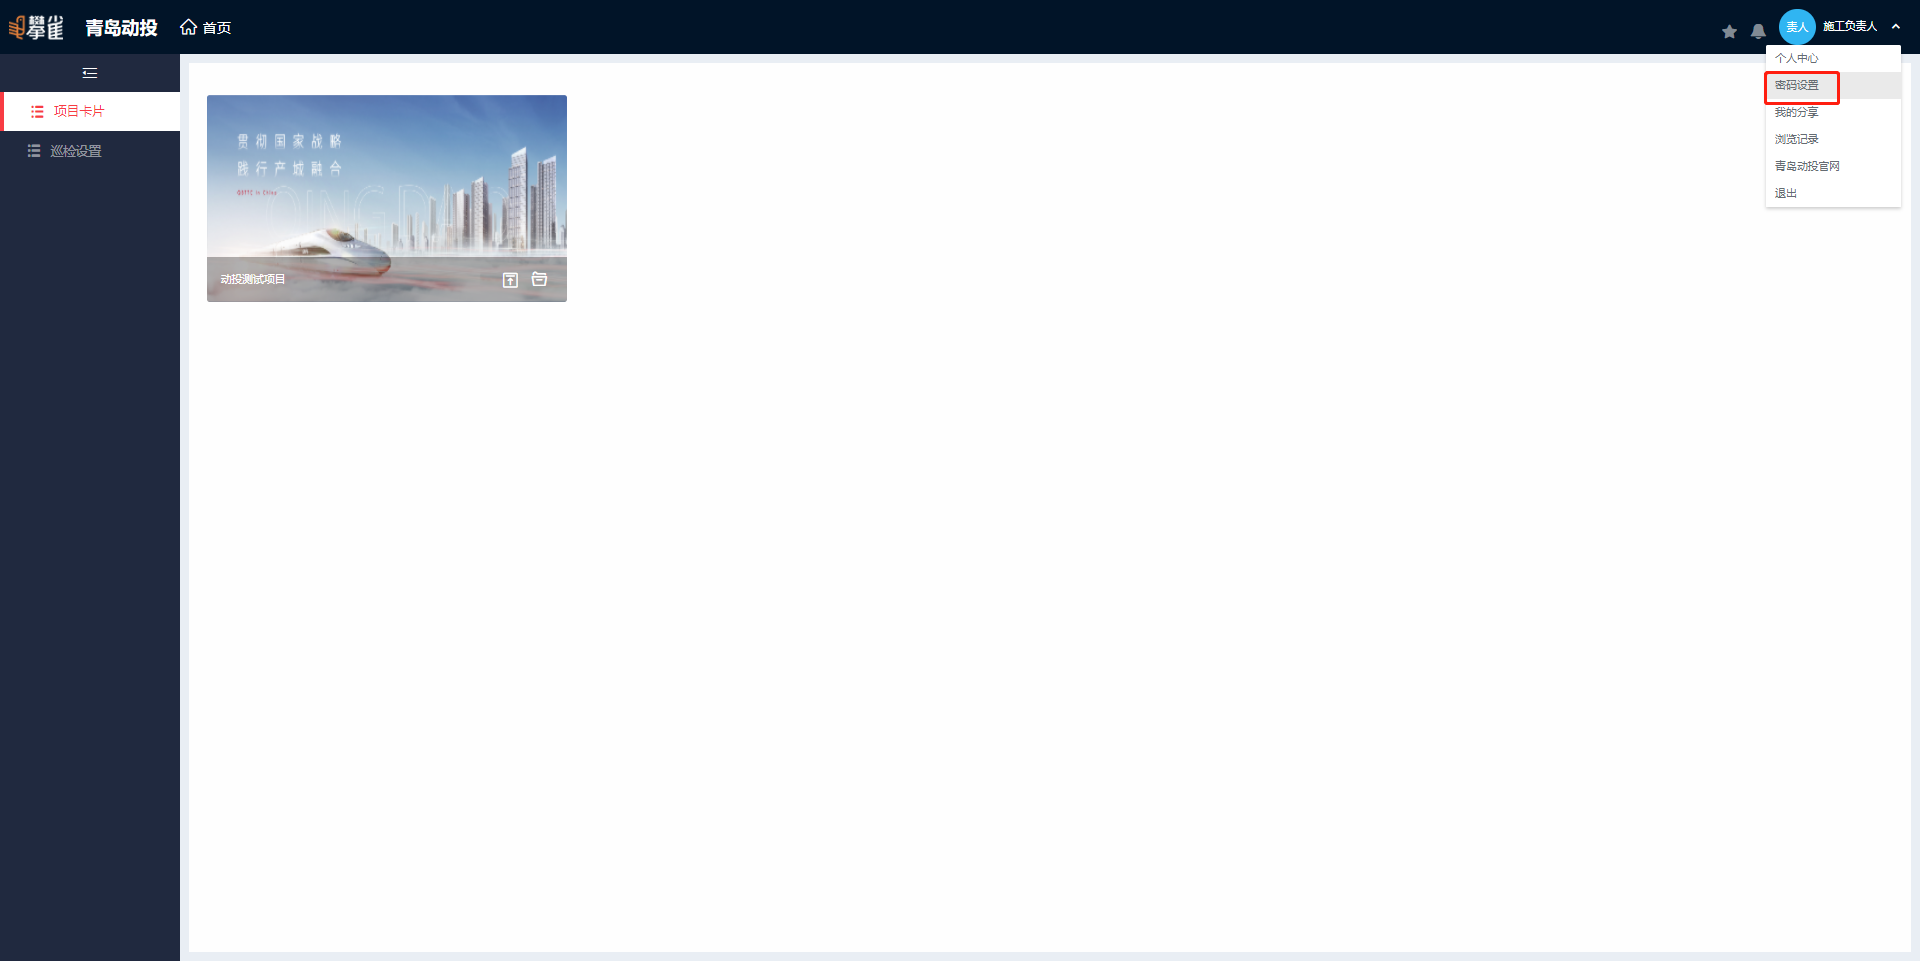 攀雀
青岛动投
首页
责人
施工负责人
个人中心
密码设置
我的分享
浏览记录
青岛动投官网
退出
项目卡片
巡检设置
贯彻国家战略
践行产城融合
QINGDAO
动投测试项目